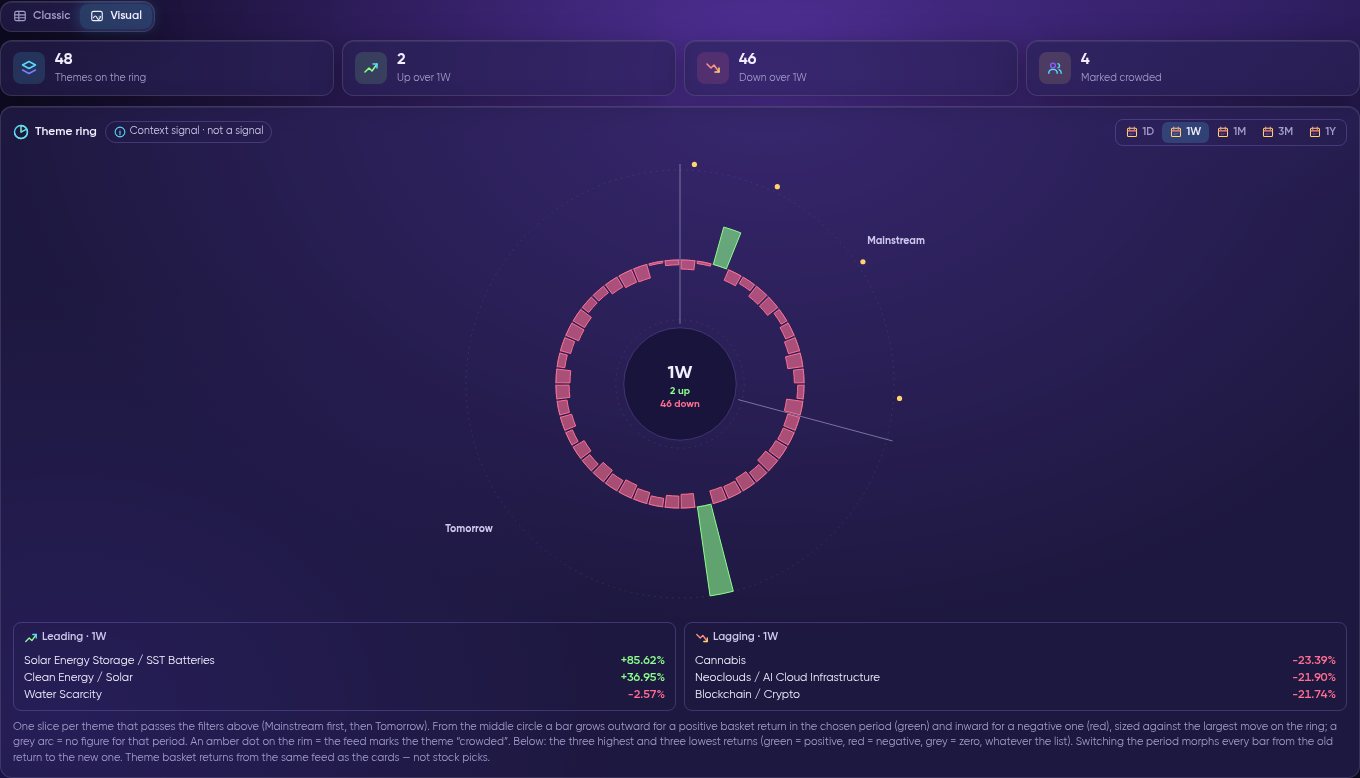 Classic
Visual
48
Themes on the ring
2
Up over 1W
46
Down over 1W
4
Marked crowded
Theme ring
Context signal · not a signal
1D
1W
1M
3M
1Y
Mainstream
1W
2 up
46 down
Tomorrow
Leading · 1W
Solar Energy Storage / SST Batteries +85.62%
Clean Energy / Solar +36.95%
Water Scarcity -2.57%
Lagging · 1W
Cannabis -23.39%
Neoclouds / AI Cloud Infrastructure -21.90%
Blockchain / Crypto -21.74%
One slice per theme that passes the filters above (Mainstream first, then Tomorrow). From the middle circle a bar grows outward for a positive basket return in the chosen period (green) and inward for a negative one (red), sized against the largest move on the ring; a
grey arc = no figure for that period. An amber dot on the rim = the feed marks the theme “crowded”. Below: the three highest and three lowest returns (green = positive, red = negative, grey = zero, whatever the list). Switching the period morphs every bar from the old
return to the new one. Theme basket returns from the same feed as the cards — not stock picks.